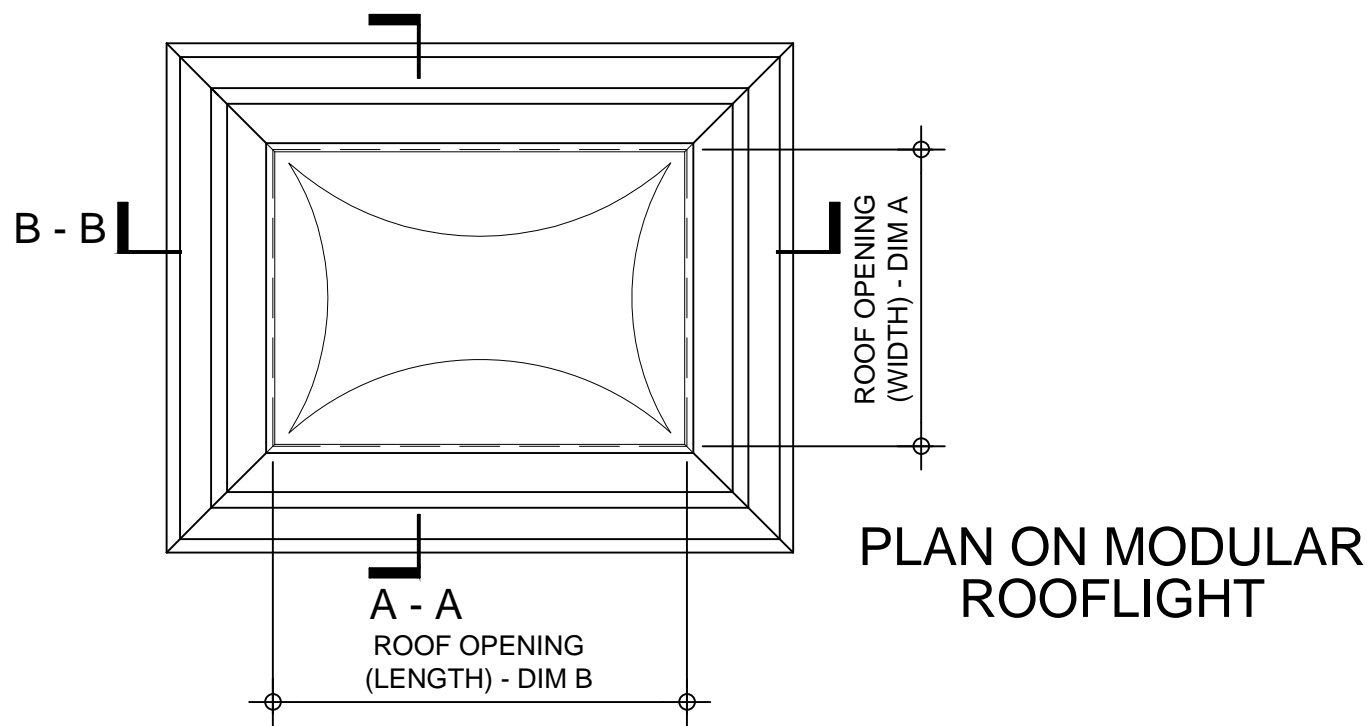 B - B
ROOF OPENING
(WIDTH) - DIM A
PLAN ON MODULAR
ROOFLIGHT
A - A
ROOF OPENING
(LENGTH) - DIM B